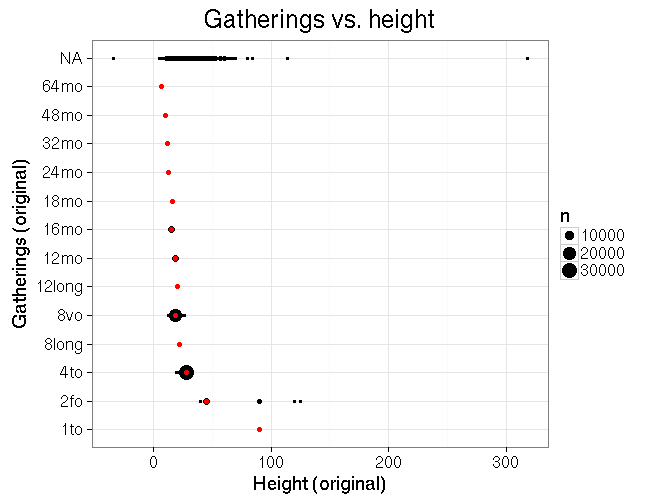 Gatherings vs. height
NA
64mo
48mo
32mo
24mo
18mo
16mo
12mo
12long
8vo
8long
4to
2fo
1to
Gatherings (original)
0 100 200 300
Height (original)
n
10000
20000
30000